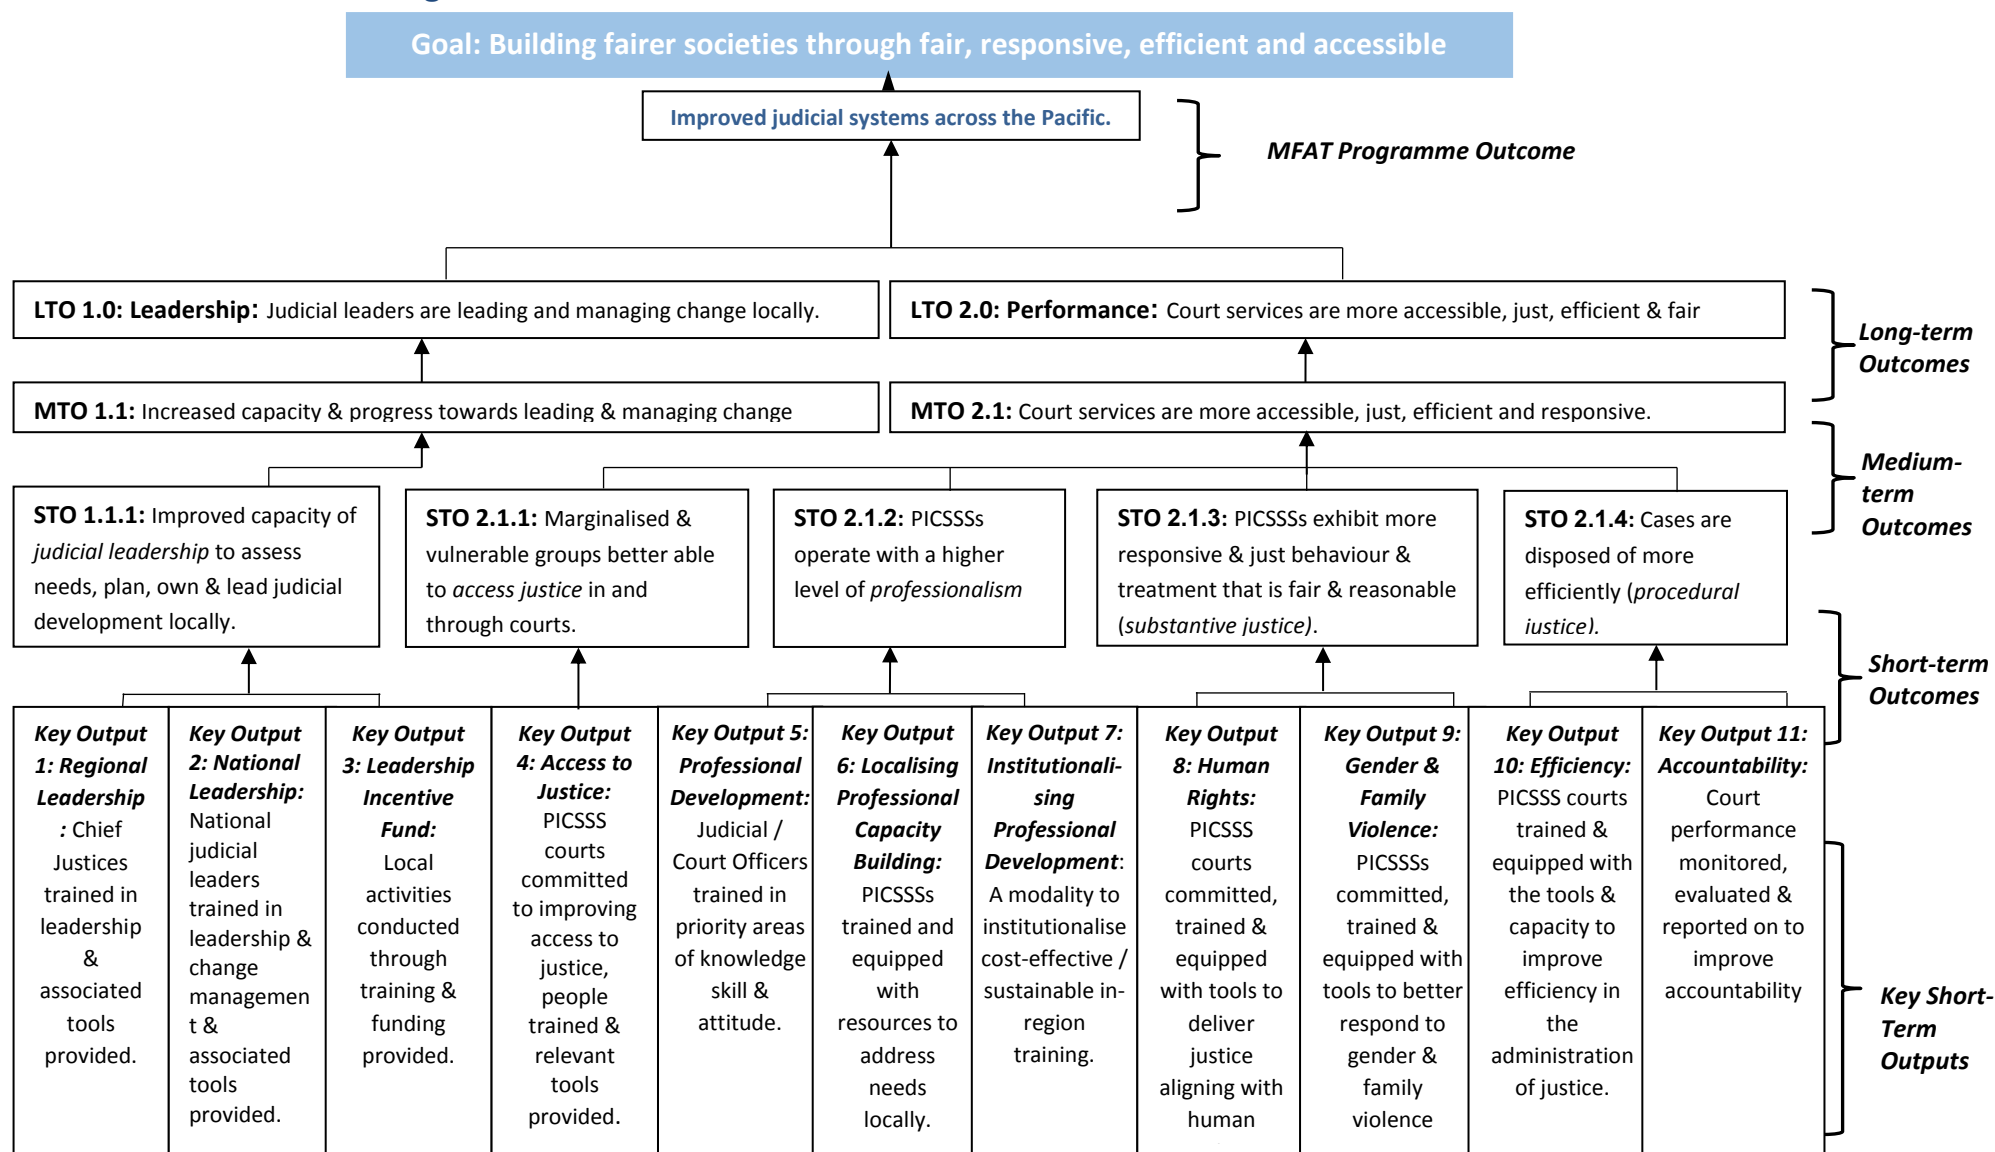 Goal: Building fairer societies through fair, responsive, efficient and accessible
Improved judicial systems across the Pacific.
MFAT Programme Outcome
LTO 1.0: Leadership: Judicial leaders are leading and managing change locally.
LTO 2.0: Performance: Court services are more accessible, just, efficient & fair
Long-term
Outcomes
MTO 1.1: Increased capacity & progress towards leading & managing change
MTO 2.1: Court services are more accessible, just, efficient and responsive.
Medium-
term
Outcomes
STO 1.1.1: Improved capacity of
judicial leadership to assess
needs, plan, own & lead judicial
development locally.
STO 2.1.1: Marginalised &
vulnerable groups better able
to access justice in and
through courts.
STO 2.1.2: PICSSSs
operate with a higher
level of professionalism
STO 2.1.3: PICSSSs exhibit more
responsive & just behaviour &
treatment that is fair & reasonable
(substantive justice).
STO 2.1.4: Cases are
disposed of more
efficiently (procedural
justice).
Short-term
Outcomes
Key Output
1: Regional
Leadership
: Chief
Justices
trained in
leadership
&
associated
tools
provided.
Key Output
2: National
Leadership:
National
judicial
leaders
trained in
leadership &
change
managemen
t &
associated
tools
provided.
Key Output
3: Leadership
Incentive
Fund:
Local
activities
conducted
through
training &
funding
provided.
Key Output
4: Access to
Justice:
PICSSS
courts
committed
to improving
access to
justice,
people
trained &
relevant
tools
provided.
Key Output 5:
Professional
Development:
Judicial /
Court Officers
trained in
priority areas
of knowledge
skill &
attitude.
Key Output
6: Localising
Professional
Capacity
Building:
PICSSSs
trained and
equipped
with
resources to
address
needs
locally.
Key Output 7:
Institutionali-
sing
Professional
Development:
A modality to
institutionalise
cost-effective /
sustainable in-
region
training.
Key Output
8: Human
Rights:
PICSSS
courts
committed,
trained &
equipped
with tools to
deliver
justice
aligning with
human
Key Output 9:
Gender &
Family
Violence:
PICSSSs
committed,
trained &
equipped with
tools to better
respond to
gender &
family
violence
Key Output
10: Efficiency:
PICSSS courts
trained &
equipped with
the tools &
capacity to
improve
efficiency in
the
administration
of justice.
Key Output 11:
Accountability:
Court
performance
monitored,
evaluated &
reported on to
improve
accountability
Key Short-
Term
Outputs